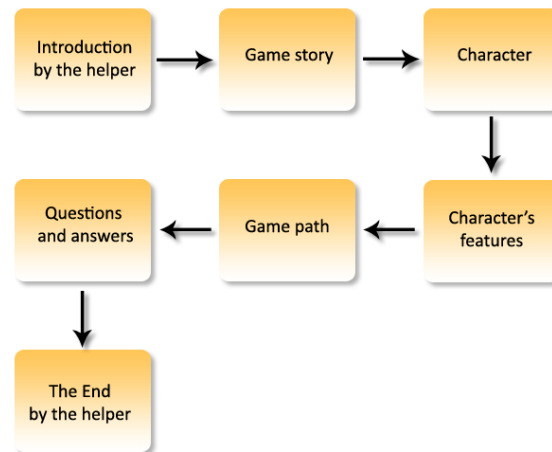 Introduction
by the helper
Game story
Character
Character's
features
Game path
Questions
and answers
The End
by the helper